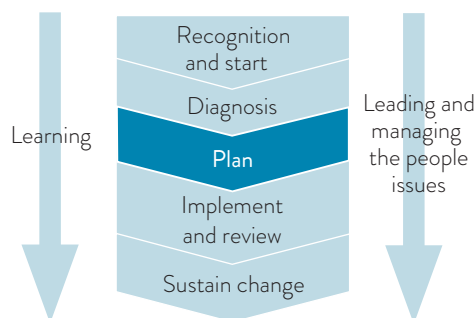 Recognition
and start
Diagnosis
Learning
Leading and
managing
the people
issues
Plan
Implement
and review
Sustain change